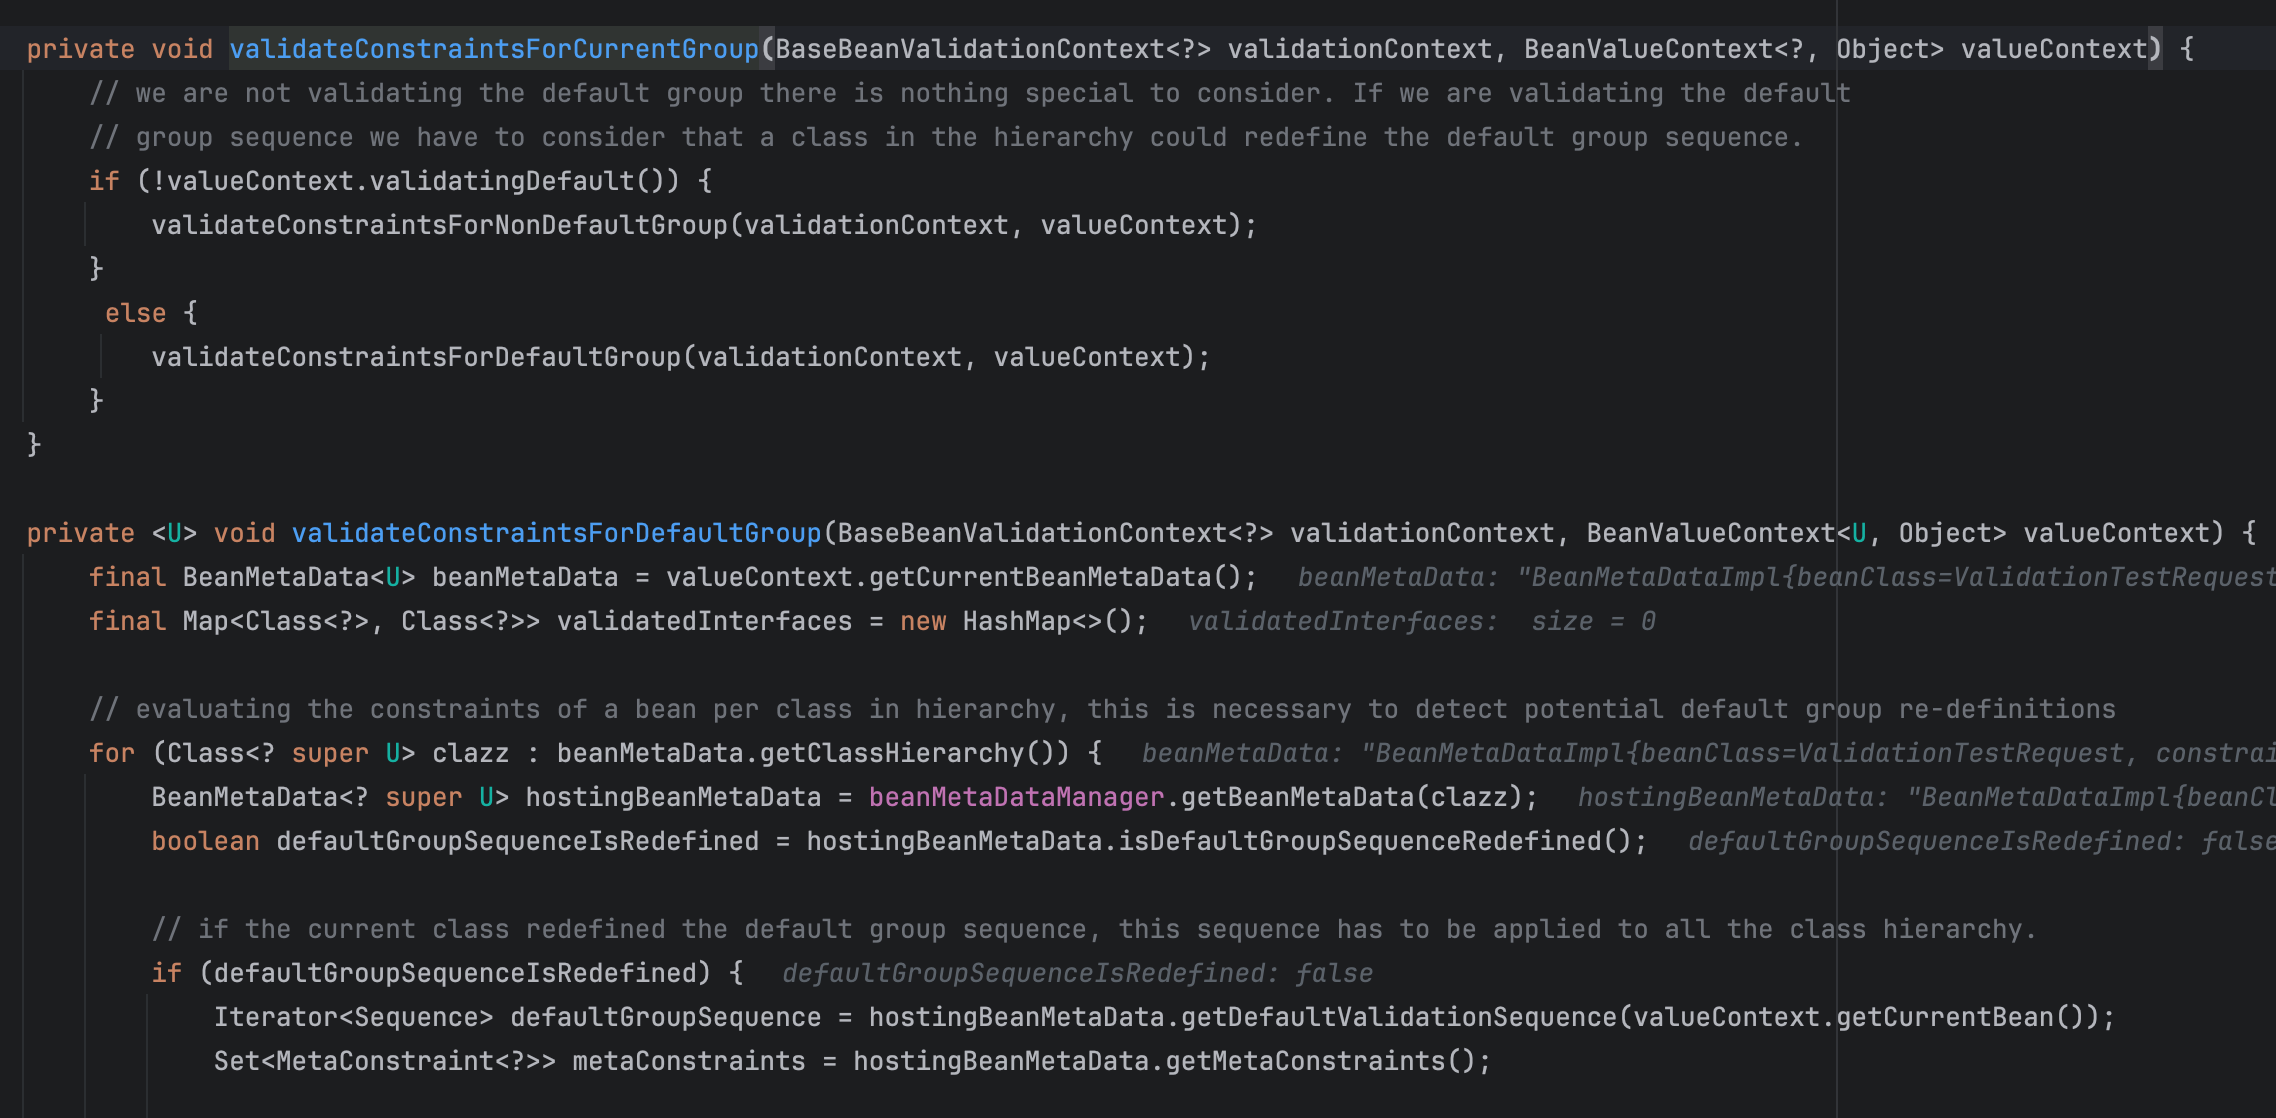 private void validateConstraintsForCurrentGroup(BaseBeanValidationContext<?> validationContext, BeanValueContext<?, Object> valueContext) {
// we are not validating the default group there is nothing special to consider. If we are validating the default
// group sequence we have to consider that a class in the hierarchy could redefine the default group sequence.
if (!valueContext.validatingDefault()) {
validateConstraintsForNonDefaultGroup(validationContext, valueContext);
}
else {
validateConstraintsForDefaultGroup(validationContext, valueContext);
}
}
private <U> void validateConstraintsForDefaultGroup(BaseBeanValidationContext<?> validationContext, BeanValueContext<U, Object> valueContext) {
final BeanMetaData<U> beanMetaData = valueContext.getCurrentBeanMetaData(); beanMetaData: "BeanMetaDataImpl{beanClass=ValidationTestRequest
final Map<Class<?>, Class<?>> validatedInterfaces = new HashMap<>(); validatedInterfaces: size = 0
// evaluating the constraints of a bean per class in hierarchy, this is necessary to detect potential default group re-definitions
for (Class<? super U> clazz : beanMetaData.getClassHierarchy()) { beanMetaData: "BeanMetaDataImpl{beanClass=ValidationTestRequest, constrai
BeanMetaData<? super U> hostingBeanMetaData = beanMetaDataManager.getBeanMetaData(clazz); hostingBeanMetaData: "BeanMetaDataImpl{beanCl
boolean defaultGroupSequenceIsRedefined = hostingBeanMetaData.isDefaultGroupSequenceRedefined(); defaultGroupSequenceIsRedefined: false
// if the current class redefined the default group sequence, this sequence has to be applied to all the class hierarchy.
if (defaultGroupSequenceIsRedefined) { defaultGroupSequenceIsRedefined: false
Iterator<Sequence> defaultGroupSequence = hostingBeanMetaData.getDefaultValidationSequence(valueContext.getCurrentBean());
Set<MetaConstraint<?>> metaConstraints = hostingBeanMetaData.getMetaConstraints();